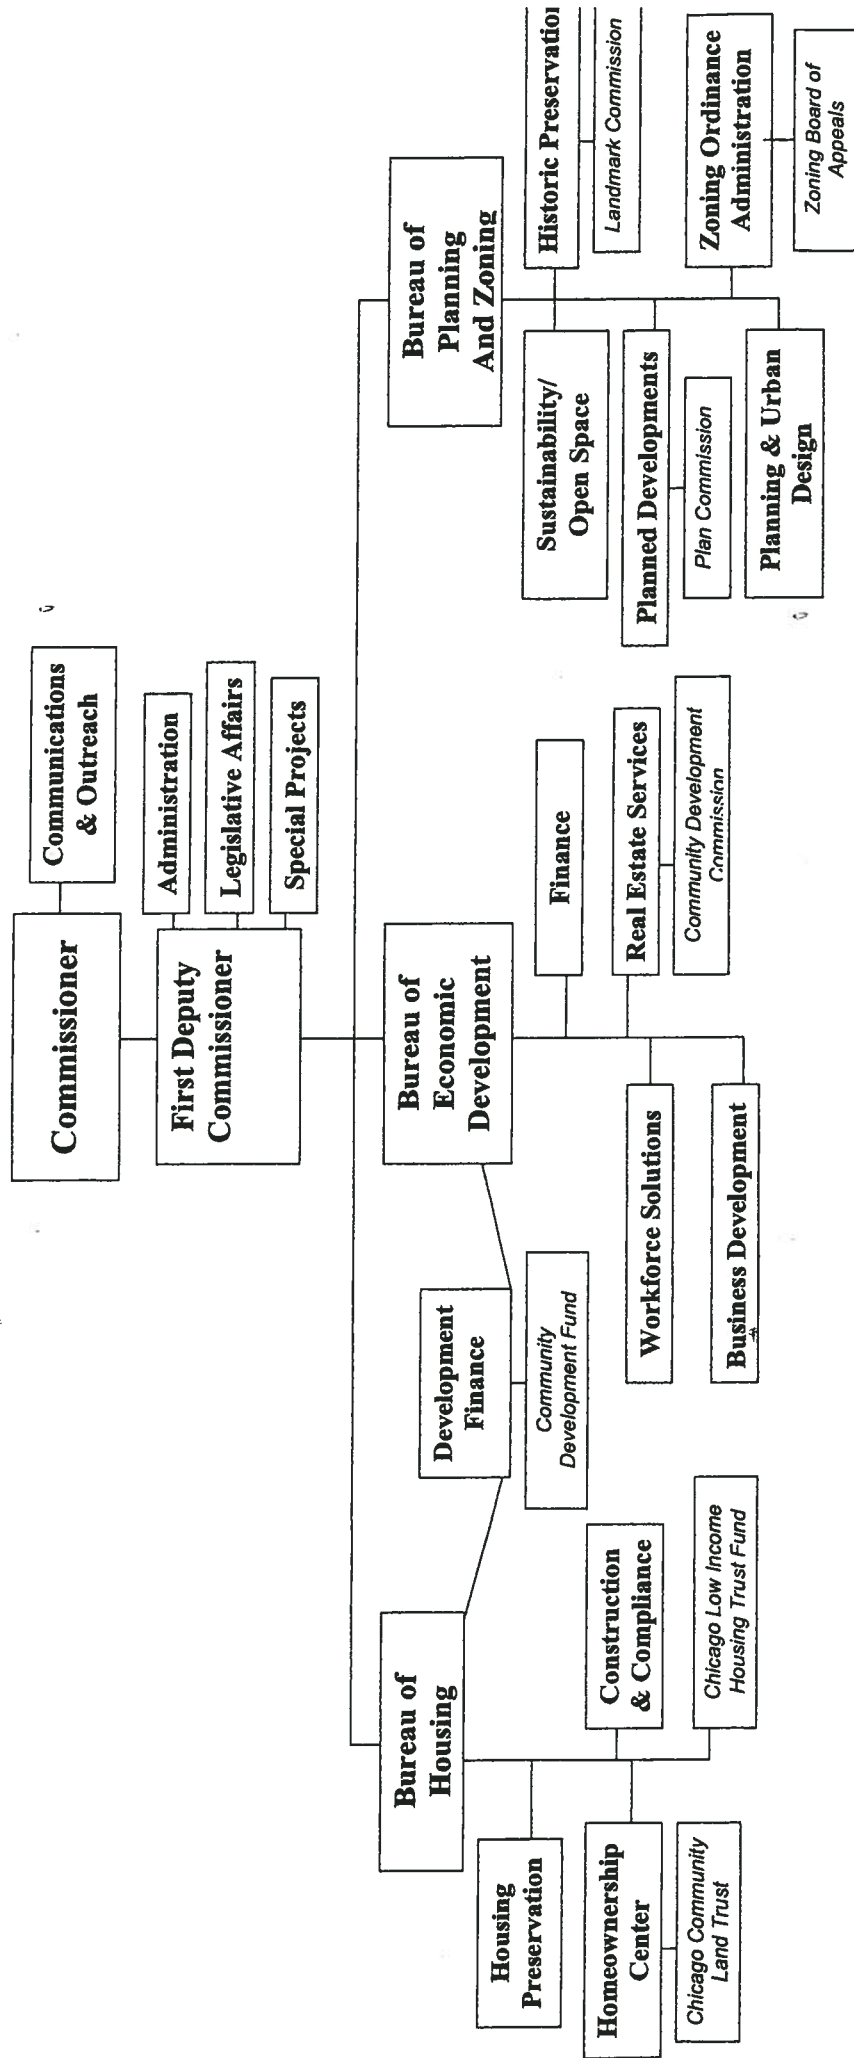 Commissioner
Communications
& Outreach
First Deputy
Commissioner
Administration
Legislative Affairs
Special Projects
Bureau of
Housing
Development
Finance
Community
Development Fund
Bureau of
Economic
Development
Bureau of
Planning
And Zoning
Housing
Preservation
Homeownership
Center
Chicago Community
Land Trust
Construction
& Compliance
Chicago Low Income
Housing Trust Fund
Workforce Solutions
Business Development
Finance
Real Estate Services
Community Development
Commission
Sustainability/
Open Space
Planned Developments
Plan Commission
Planning & Urban
Design
Historic Preservation
Landmark Commission
Zoning Ordinance
Administration
Zoning Board of
Appeals